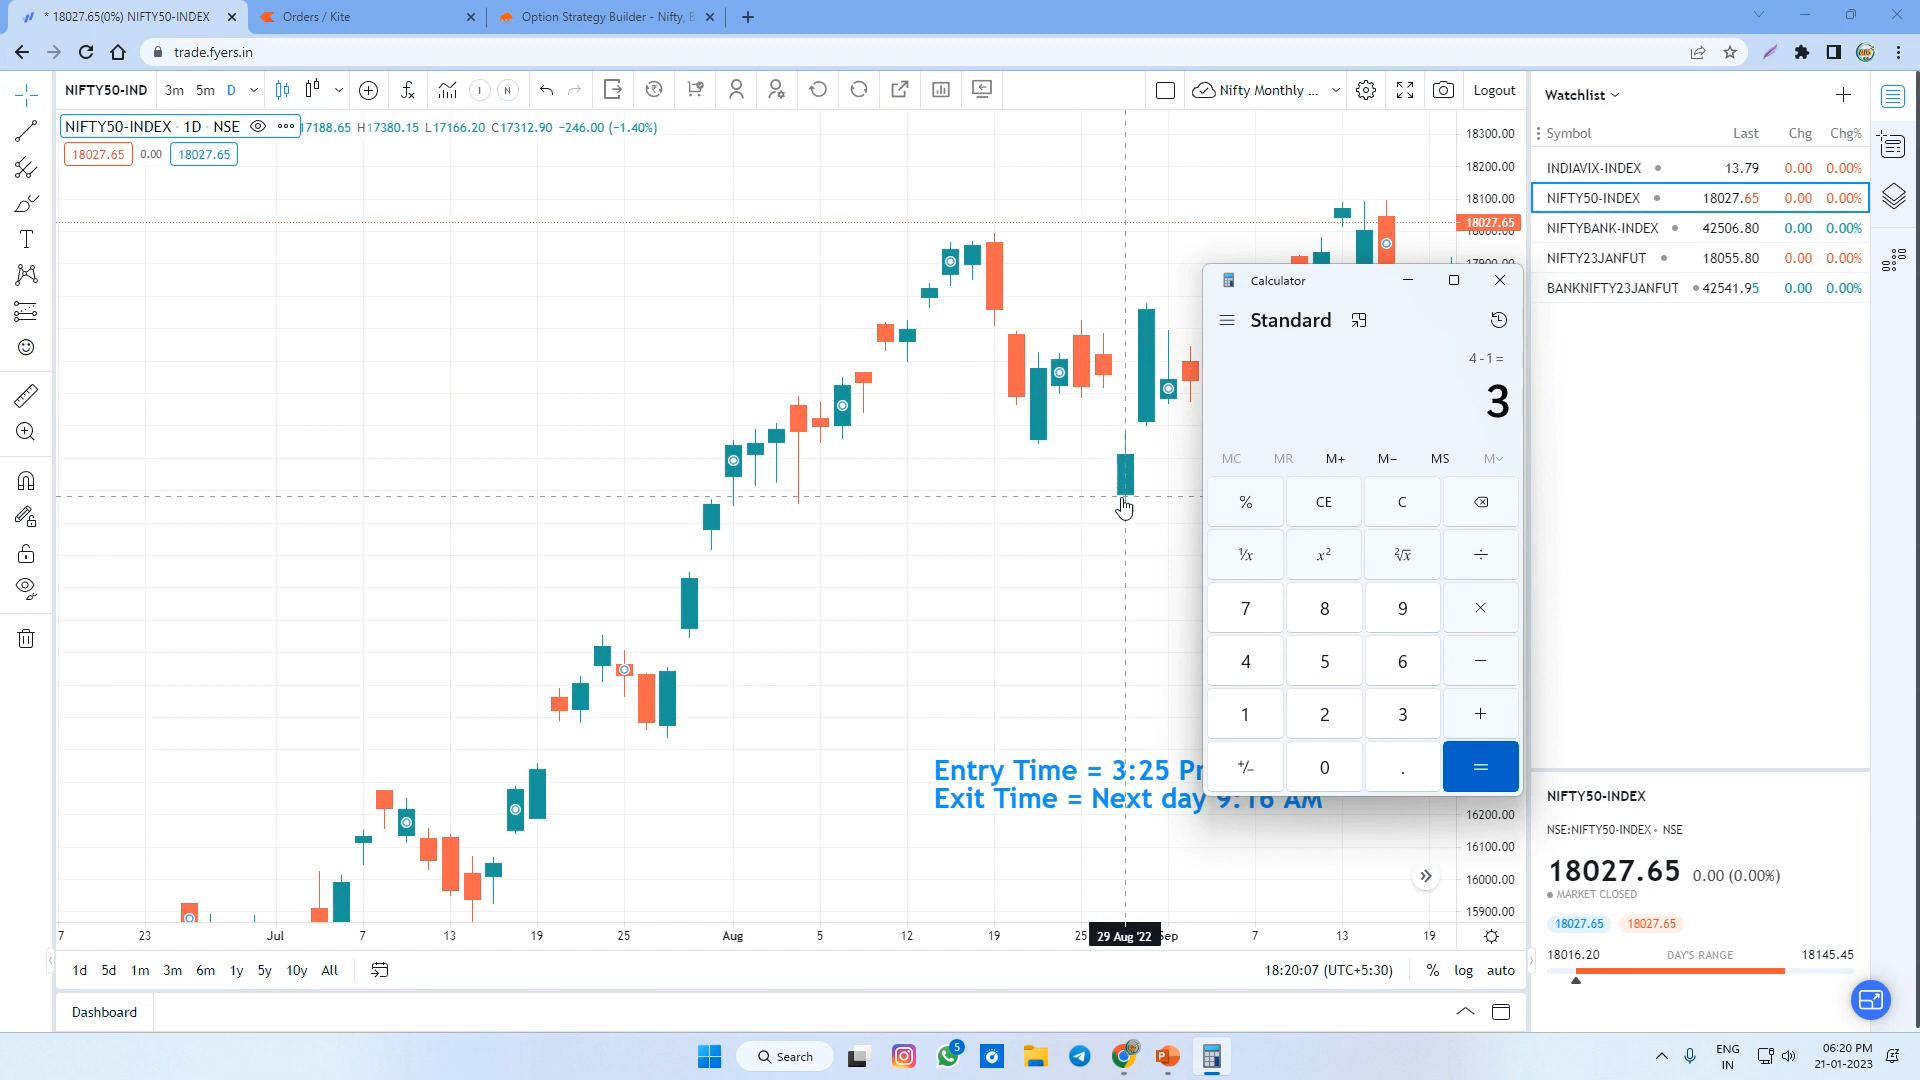 * 18027.65(0%) NIFTY50-INDEX
Orders / Kite
Option Strategy Builder - Nifty, B
trade.fyers.in
NIFTY50-IND 3m 5m D
I N
Nifty Monthly ...
Logout
NIFTY50-INDEX · 1D · NSE
17188.65 H17380.15 L17166.20 C17312.90 -246.00 (-1.40%)
18027.65 0.00 18027.65
18300.00
18200.00
18100.00
18027.65
18000.00
17900.00
16200.00
16100.00
16000.00
15900.00
Entry Time = 3:25
Exit Time = Next day 9:16 AM
7 23 Jul 7 13 19 25 Aug 5 12 19 25 29 Aug '22 Sep 7 13 19
1d 5d 1m 3m 6m 1y 5y 10y All
18:20:07 (UTC+5:30) % log auto
Dashboard
Calculator
Standard
4 - 1 =
3
MC MR M+ M- MS M
% CE C
¹/x x² ²√x ÷
7 8 9 ×
4 5 6 −
1 2 3 +
+/− 0 . =
Watchlist
Symbol Last Chg Chg%
INDIAVIX-INDEX 13.79 0.00 0.00%
NIFTY50-INDEX 18027.65 0.00 0.00%
NIFTYBANK-INDEX 42506.80 0.00 0.00%
NIFTY23JANFUT 18055.80 0.00 0.00%
BANKNIFTY23JANFUT 42541.95 0.00 0.00%
NIFTY50-INDEX
NSE:NIFTY50-INDEX • NSE
18027.65 0.00 (0.00%)
MARKET CLOSED
18027.65 18027.65
18016.20 DAY'S RANGE 18145.45
Search
5
ENG
IN
06:20 PM
21-01-2023